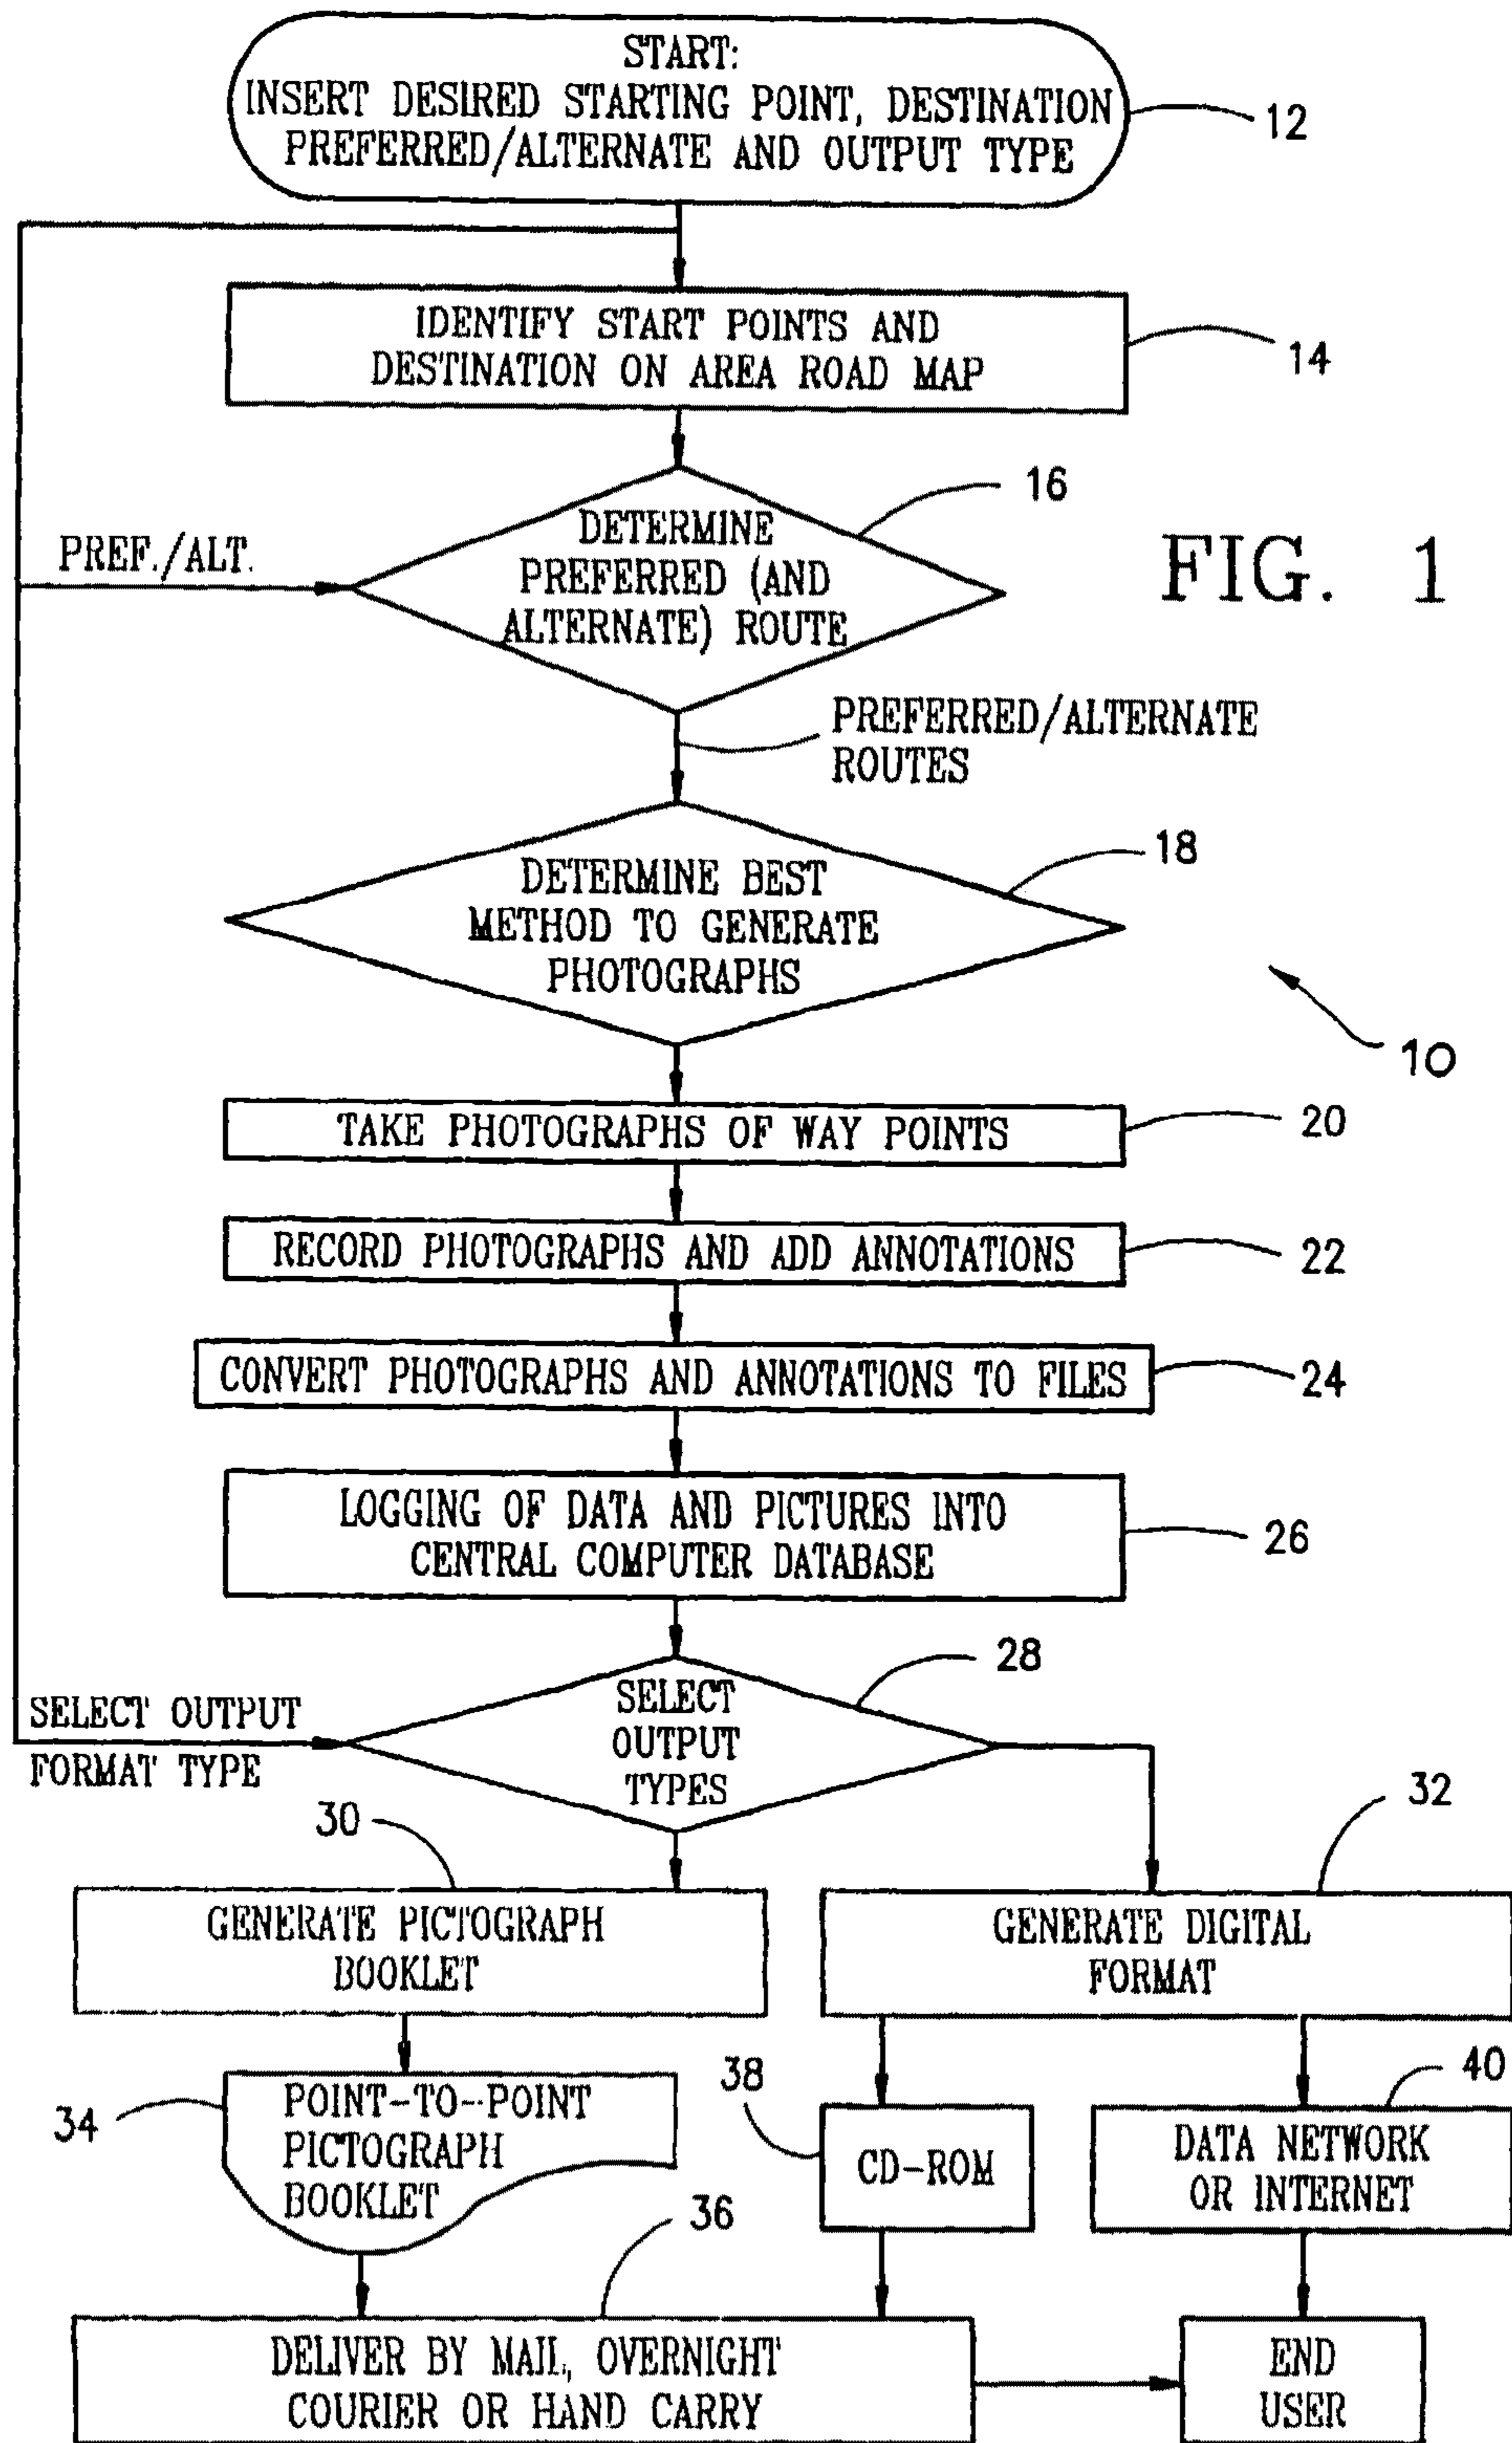 START:
INSERT DESIRED STARTING POINT, DESTINATION
PREFERRED/ALTERNATE AND OUTPUT TYPE
12
IDENTIFY START POINTS AND
DESTINATION ON AREA ROAD MAP
14
16
DETERMINE
PREFERRED (AND
ALTERNATE) ROUTE
PREF./ALT.
FIG. 1
PREFERRED/ALTERNATE
ROUTES
18
DETERMINE BEST
METHOD TO GENERATE
PHOTOGRAPHS
10
TAKE PHOTOGRAPHS OF WAY POINTS
20
RECORD PHOTOGRAPHS AND ADD ANNOTATIONS
22
CONVERT PHOTOGRAPHS AND ANNOTATIONS TO FILES
24
LOGGING OF DATA AND PICTURES INTO
CENTRAL COMPUTER DATABASE
26
28
SELECT
OUTPUT
TYPES
SELECT OUTPUT
FORMAT TYPE
30
32
GENERATE PICTOGRAPH
BOOKLET
GENERATE DIGITAL
FORMAT
34
POINT-TO-POINT
PICTOGRAPH
BOOKLET
38
CD-ROM
40
DATA NETWORK
OR INTERNET
36
DELIVER BY MAIL, OVERNIGHT
COURIER OR HAND CARRY
END
USER